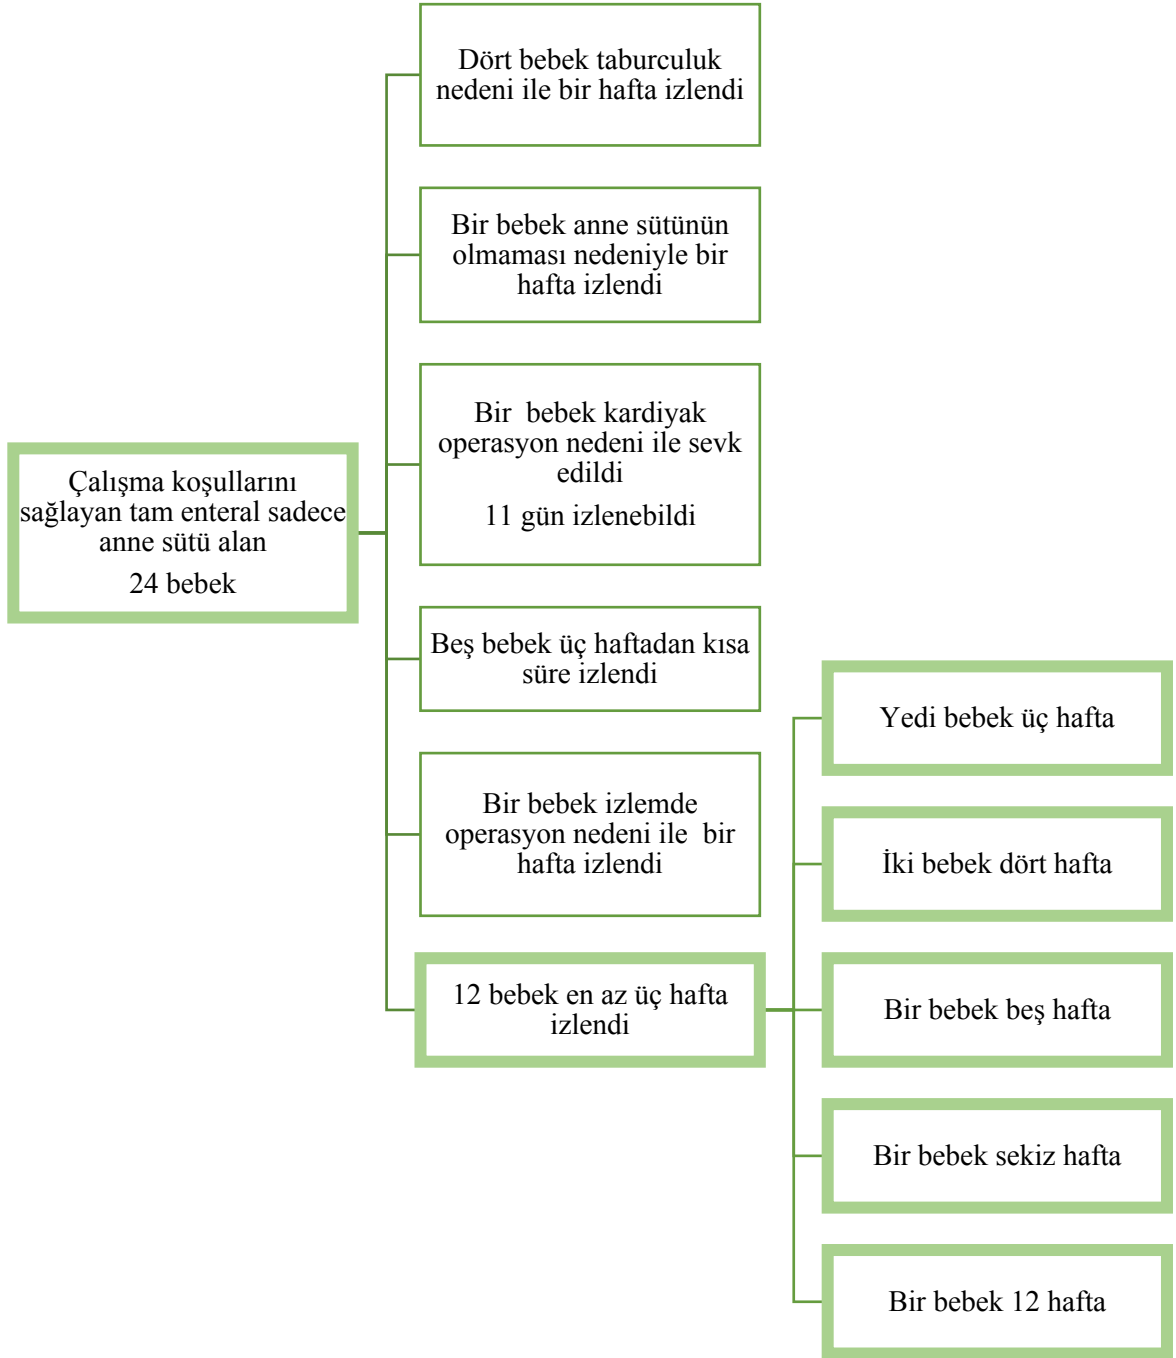 Dört bebek taburculuk
nedeni ile bir hafta izlendi
Bir bebek anne sütünün
olmaması nedeniyle bir
hafta izlendi
Bir  bebek kardiyak
operasyon nedeni ile sevk
edildi
11 gün izlenebildi
Çalışma koşullarını
sağlayan tam enteral sadece
anne sütü alan
24 bebek
Beş bebek üç haftadan kısa
süre izlendi
Bir bebek izlemde
operasyon nedeni ile  bir
hafta izlendi
12 bebek en az üç hafta
izlendi
Yedi bebek üç hafta
İki bebek dört hafta
Bir bebek beş hafta
Bir bebek sekiz hafta
Bir bebek 12 hafta